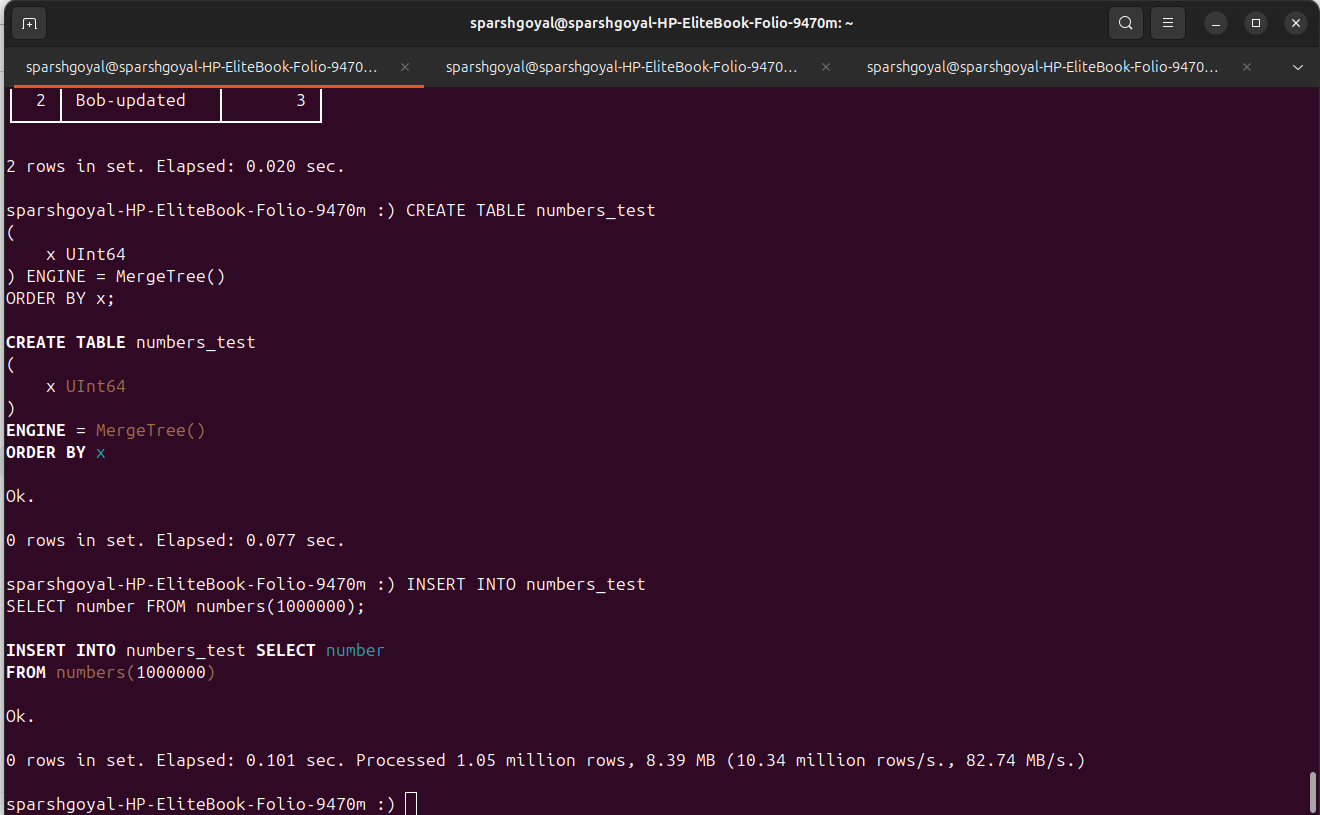 sparshgoyal@sparshgoyal-HP-EliteBook-Folio-9470m: ~
sparshgoyal@sparshgoyal-HP-EliteBook-Folio-9470... × sparshgoyal@sparshgoyal-HP-EliteBook-Folio-9470... × sparshgoyal@sparshgoyal-HP-EliteBook-Folio-9470... ×
2 Bob-updated 3
2 rows in set. Elapsed: 0.020 sec.
sparshgoyal-HP-EliteBook-Folio-9470m :) CREATE TABLE numbers_test
(
    x UInt64
) ENGINE = MergeTree()
ORDER BY x;
CREATE TABLE numbers_test
(
    x UInt64
)
ENGINE = MergeTree()
ORDER BY x
Ok.
0 rows in set. Elapsed: 0.077 sec.
sparshgoyal-HP-EliteBook-Folio-9470m :) INSERT INTO numbers_test
SELECT number FROM numbers(1000000);
INSERT INTO numbers_test SELECT number
FROM numbers(1000000)
Ok.
0 rows in set. Elapsed: 0.101 sec. Processed 1.05 million rows, 8.39 MB (10.34 million rows/s., 82.74 MB/s.)
sparshgoyal-HP-EliteBook-Folio-9470m :)